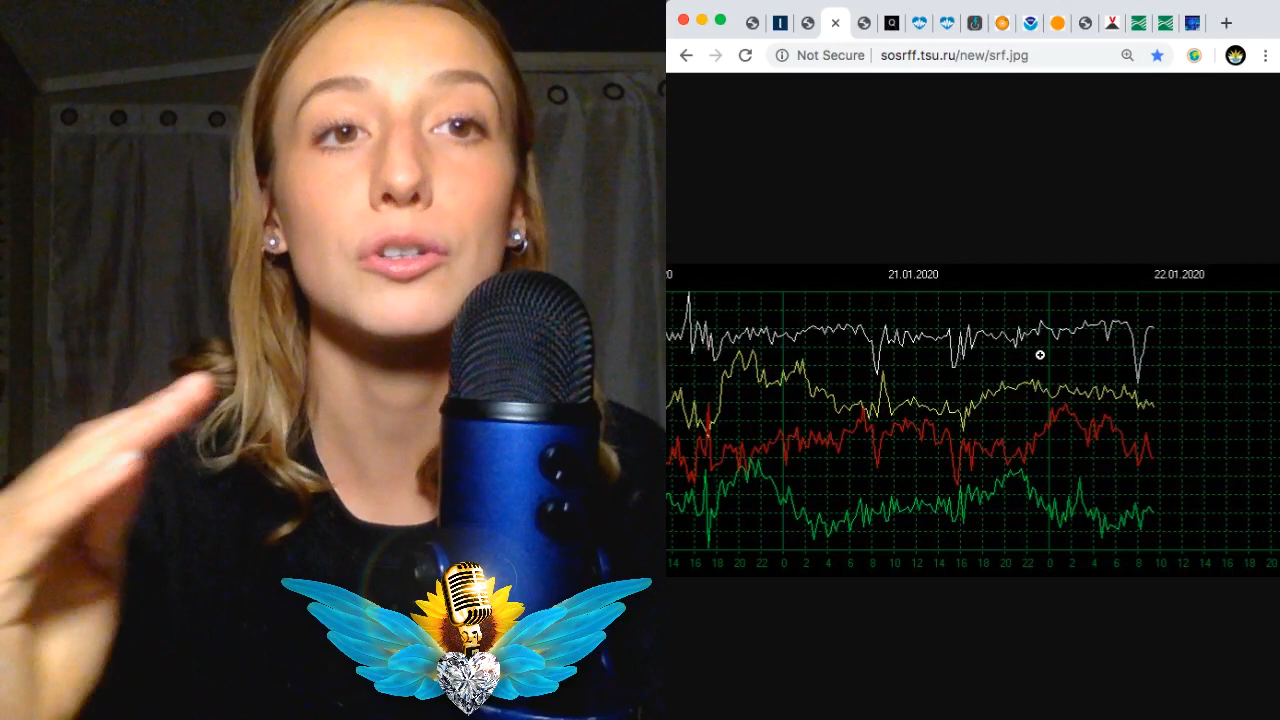 Not Secure
sosrff.tsu.ru/new/srf.jpg
21.01.2020
22.01.2020
14 16 18 20 22 0 2 4 6 8 10 12 14 16 18 20 22 0 2 4 6 8 10 12 14 16 18 20